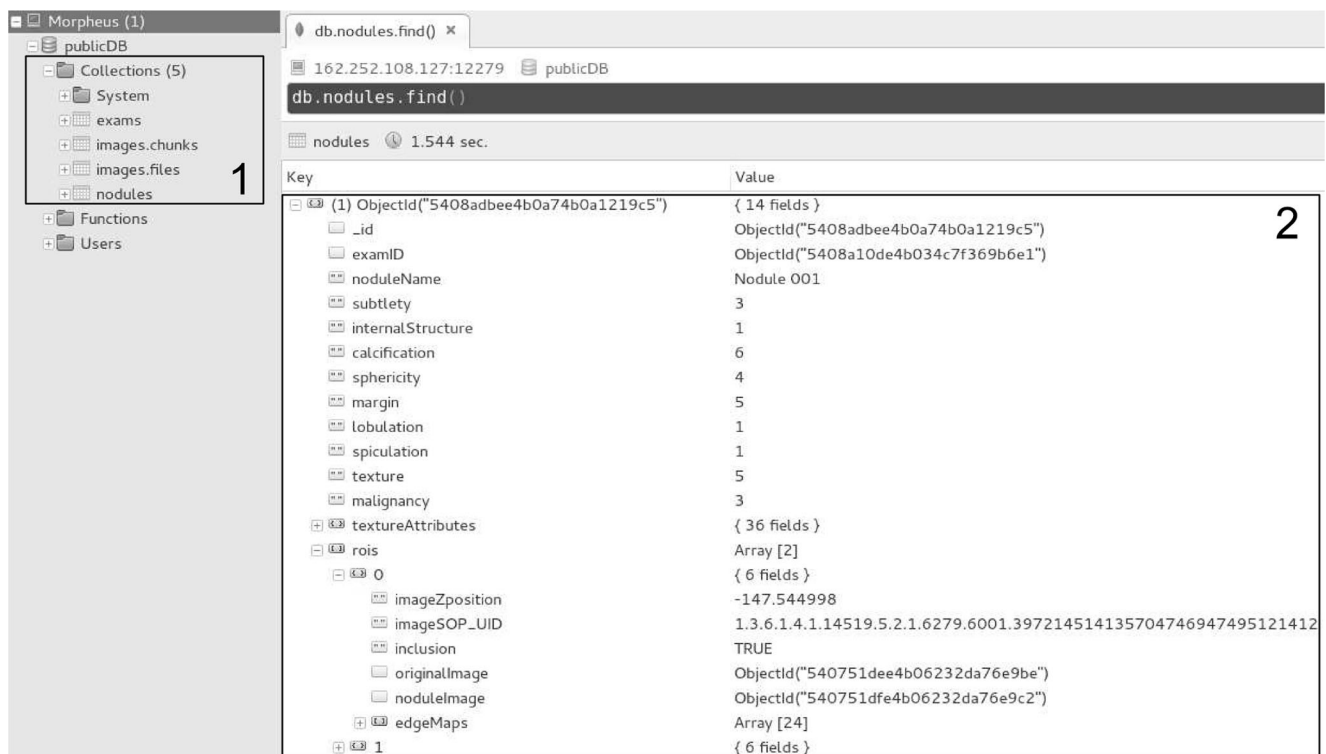 Morpheus (1)
publicDB
Collections (5)
System
exams
images.chunks
images.files
nodules
1
Functions
Users
db.nodules.find() ×
162.252.108.127:12279 publicDB
db.nodules.find()
nodules 1.544 sec.
Key Value
2
(1) ObjectId("5408adbee4b0a74b0a1219c5") { 14 fields }
_id ObjectId("5408adbee4b0a74b0a1219c5")
examID ObjectId("5408a10de4b034c7f369b6e1")
noduleName Nodule 001
subtlety 3
internalStructure 1
calcification 6
sphericity 4
margin 5
lobulation 1
spiculation 1
texture 5
malignancy 3
textureAttributes { 36 fields }
rois Array [2]
0 { 6 fields }
imageZposition -147.544998
imageSOP_UID 1.3.6.1.4.1.14519.5.2.1.6279.6001.397214514135704746947495121412
inclusion TRUE
originalImage ObjectId("540751dee4b06232da76e9be")
noduleImage ObjectId("540751dfe4b06232da76e9c2")
edgeMaps Array [24]
1 { 6 fields }